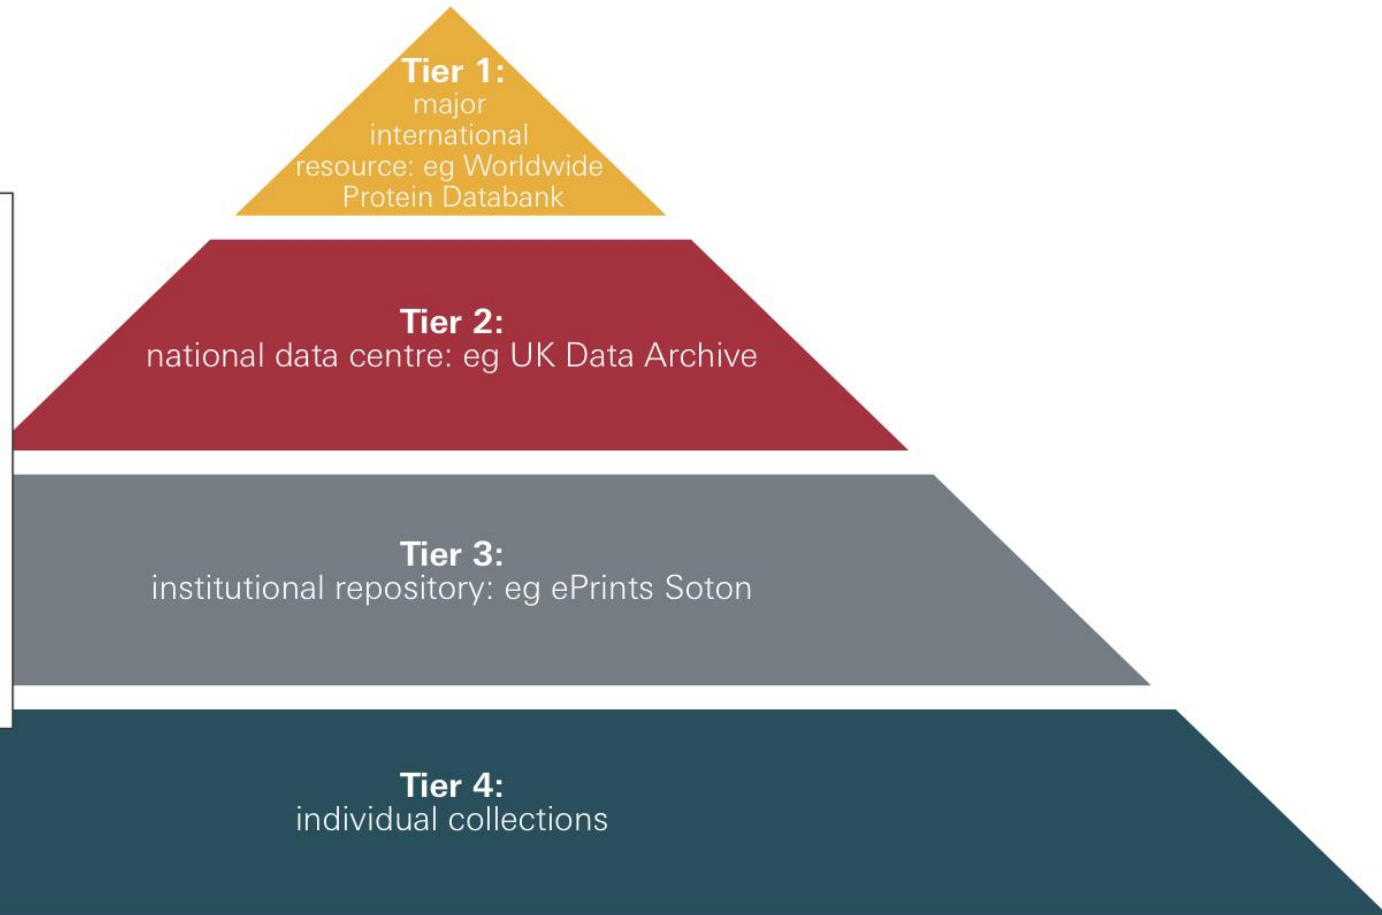 Tier 1:
major
international
resource: eg Worldwide
Protein Databank
Tier 2:
national data centre: eg UK Data Archive
Tier 3:
institutional repository: eg ePrints Soton
Tier 4:
individual collections